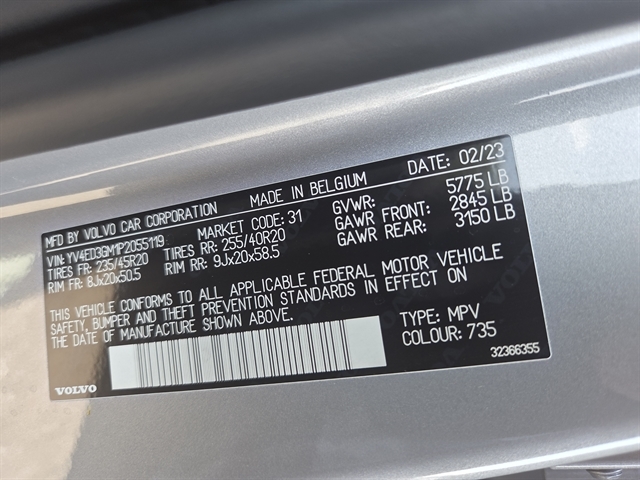 MFD. BY VOLVO CAR CORPORATION MADE IN BELGIUM DATE: 02/23
VIN: YV4ED3GM1P2055119 MARKET CODE: 31 GVWR: 5775 LB
TIRES FR: 235/45R20 TIRES RR: 255/40R20 GAWR FRONT: 2845 LB
RIM FR: 8Jx20x50.5 RIM RR: 9Jx20x58.5 GAWR REAR: 3150 LB
THIS VEHICLE CONFORMS TO ALL APPLICABLE FEDERAL MOTOR VEHICLE
SAFETY, BUMPER AND THEFT PREVENTION STANDARDS IN EFFECT ON
THE DATE OF MANUFACTURE SHOWN ABOVE.
TYPE: MPV
COLOUR: 735
VOLVO
32366355